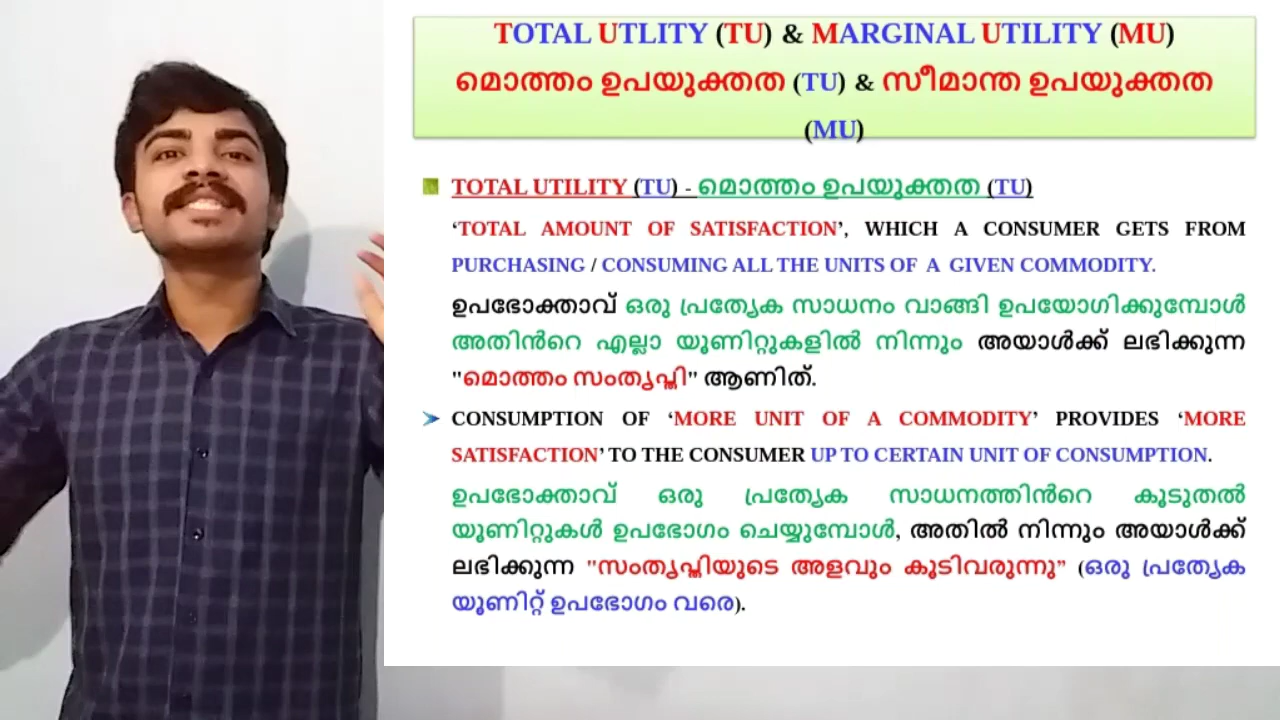 TOTAL UTLITY (TU) & MARGINAL UTILITY (MU)
മൊത്തം ഉപയുക്തത (TU) & സീമാന്ത ഉപയുക്തത
(MU)
TOTAL UTILITY (TU) - മൊത്തം ഉപയുക്തത (TU)
‘TOTAL AMOUNT OF SATISFACTION’, WHICH A CONSUMER GETS FROM
PURCHASING / CONSUMING ALL THE UNITS OF A GIVEN COMMODITY.
ഉപഭോക്താവ് ഒരു പ്രത്യേക സാധനം വാങ്ങി ഉപയോഗിക്കുമ്പോൾ
അതിൻറെ എല്ലാ യൂണിറ്റുകളിൽ നിന്നും അയാൾക്ക് ലഭിക്കുന്ന
"മൊത്തം സംതൃപ്തി" ആണിത്.
CONSUMPTION OF ‘MORE UNIT OF A COMMODITY’ PROVIDES ‘MORE
SATISFACTION’ TO THE CONSUMER UP TO CERTAIN UNIT OF CONSUMPTION.
ഉപഭോക്താവ് ഒരു പ്രത്യേക സാധനത്തിൻറെ കൂടുതൽ
യൂണിറ്റുകൾ ഉപഭോഗം ചെയ്യുമ്പോൾ, അതിൽ നിന്നും അയാൾക്ക്
ലഭിക്കുന്ന "സംതൃപ്തിയുടെ അളവും കൂടിവരുന്നു” (ഒരു പ്രത്യേക
യൂണിറ്റ് ഉപഭോഗം വരെ).